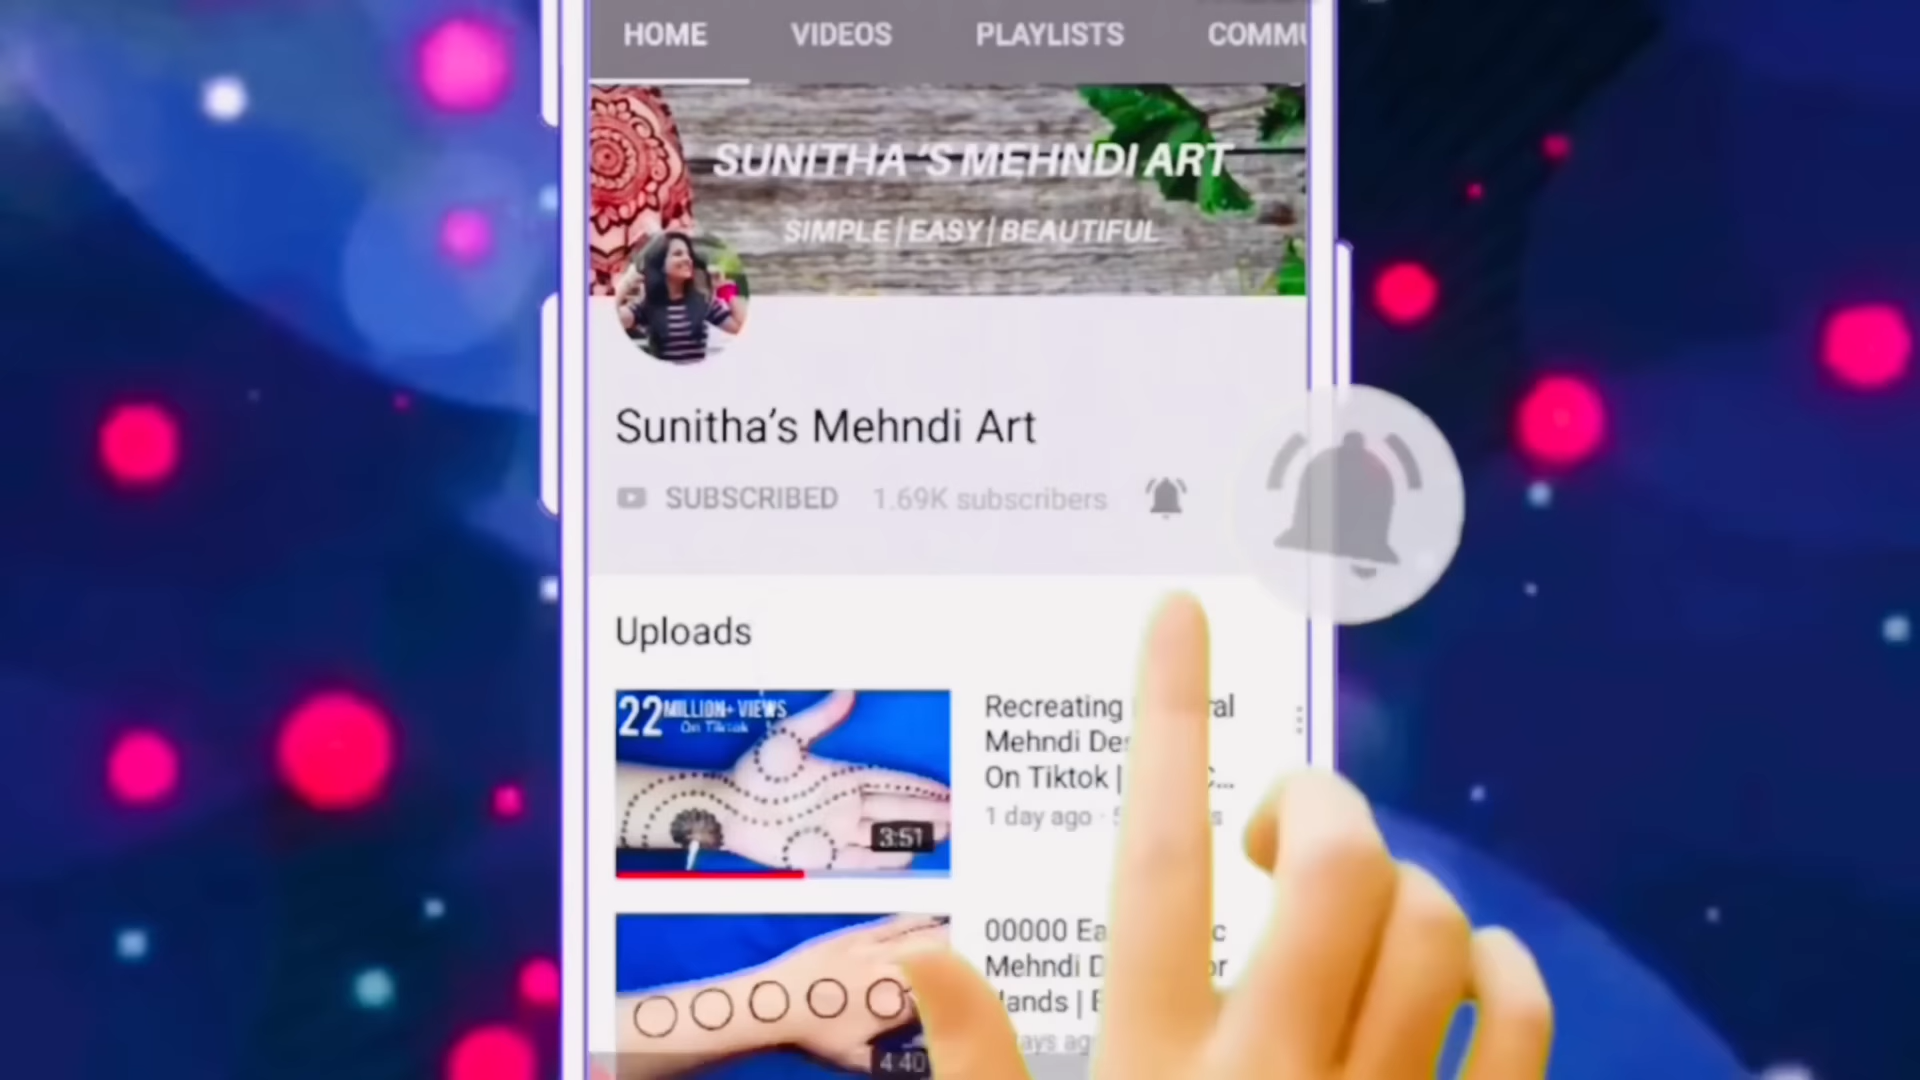 HOME VIDEOS PLAYLISTS COMMU
SUNITHA 'S MEHNDI ART
SIMPLE | EASY | BEAUTIFUL
Sunitha's Mehndi Art
SUBSCRIBED 1.69K subscribers
Uploads
22 MILLION+ VIEWS
On Tiktok
3:51
Recreating
Mehndi
On Tiktok |
1 day ago ·
00000
Mehndi
4:40